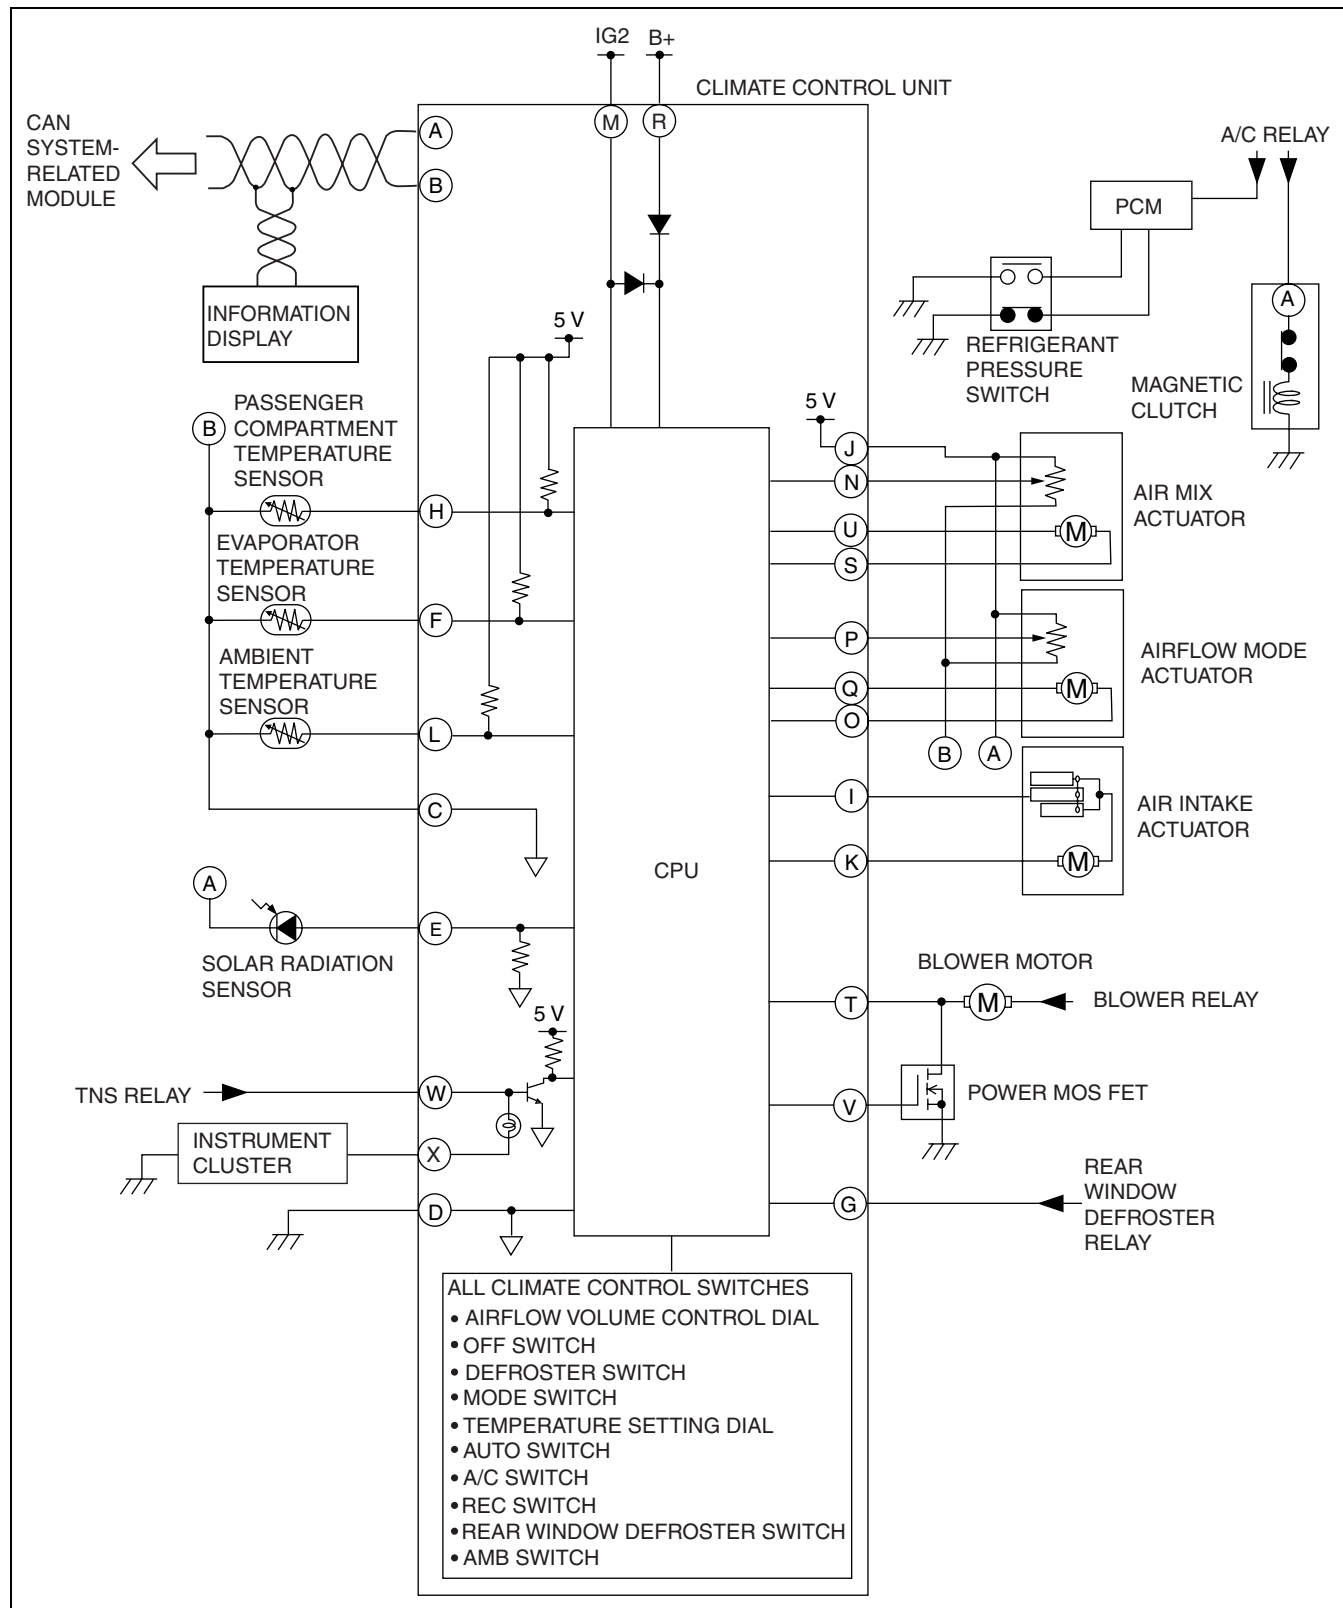 IG2 B+
CLIMATE CONTROL UNIT
CAN
SYSTEM-
RELATED
MODULE
A
B
M
R
A/C RELAY
PCM
INFORMATION
DISPLAY
5 V
REFRIGERANT
PRESSURE
SWITCH
A
MAGNETIC
CLUTCH
B
PASSENGER
COMPARTMENT
TEMPERATURE
SENSOR
H
EVAPORATOR
TEMPERATURE
SENSOR
F
AMBIENT
TEMPERATURE
SENSOR
L
C
A
E
SOLAR RADIATION
SENSOR
5 V
TNS RELAY
W
INSTRUMENT
CLUSTER
X
D
CPU
5 V
J
N
U
S
M
AIR MIX
ACTUATOR
P
Q
O
M
AIRFLOW MODE
ACTUATOR
B
A
I
K
M
AIR INTAKE
ACTUATOR
BLOWER MOTOR
T
M
BLOWER RELAY
V
POWER MOS FET
G
REAR
WINDOW
DEFROSTER
RELAY
ALL CLIMATE CONTROL SWITCHES
• AIRFLOW VOLUME CONTROL DIAL
• OFF SWITCH
• DEFROSTER SWITCH
• MODE SWITCH
• TEMPERATURE SETTING DIAL
• AUTO SWITCH
• A/C SWITCH
• REC SWITCH
• REAR WINDOW DEFROSTER SWITCH
• AMB SWITCH